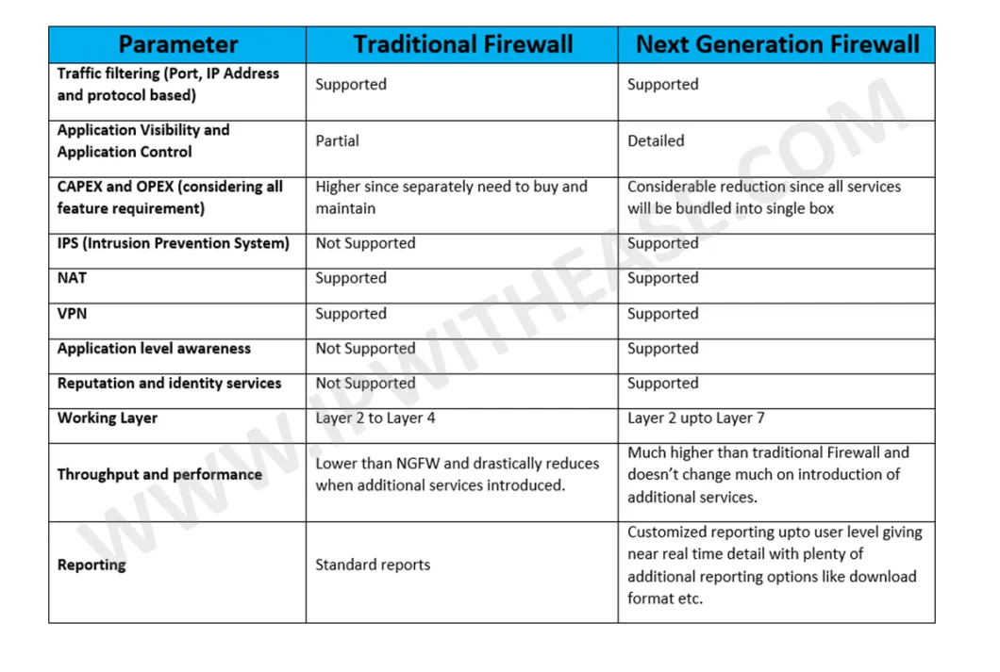 Parameter Traditional Firewall Next Generation Firewall
Traffic filtering (Port, IP Address
and protocol based)
Supported
Supported
Application Visibility and
Application Control
Partial
Detailed
CAPEX and OPEX (considering all
feature requirement)
Higher since separately need to buy and
maintain
Considerable reduction since all services
will be bundled into single box
IPS (Intrusion Prevention System) Not Supported Supported
NAT Supported Supported
VPN Supported Supported
Application level awareness Not Supported Supported
Reputation and identity services Not Supported Supported
Working Layer Layer 2 to Layer 4 Layer 2 upto Layer 7
Throughput and performance
Lower than NGFW and drastically reduces
when additional services introduced.
Much higher than traditional Firewall and
doesn't change much on introduction of
additional services.
Reporting
Standard reports
Customized reporting upto user level giving
near real time detail with plenty of
additional reporting options like download
format etc.
WWW.IPWITHEASE.COM